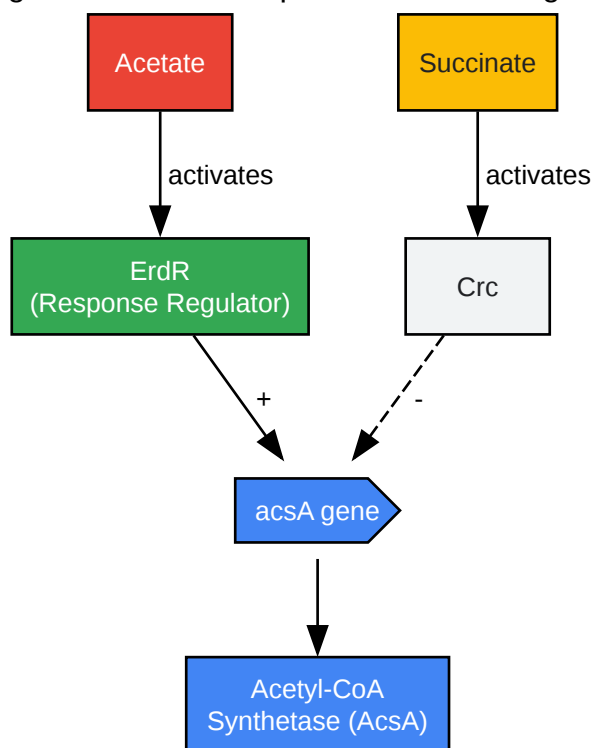 Acetate
Succinate
activates
activates
ErdR
(Response Regulator)
Crc
+
-
acsA gene
Acetyl-CoA
Synthetase (AcsA)